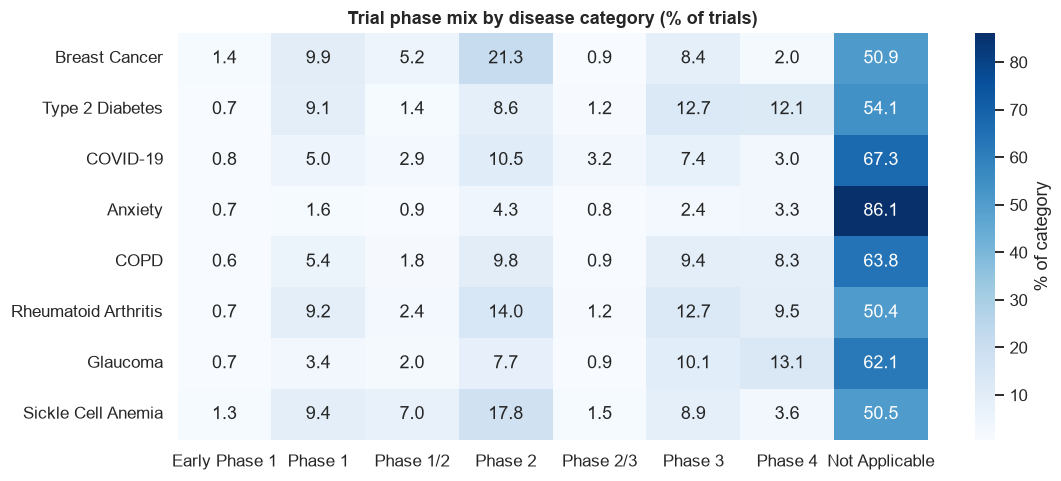 Trial phase mix by disease category (% of trials)
Breast Cancer 1.4 9.9 5.2 21.3 0.9 8.4 2.0 50.9
Type 2 Diabetes 0.7 9.1 1.4 8.6 1.2 12.7 12.1 54.1
COVID-19 0.8 5.0 2.9 10.5 3.2 7.4 3.0 67.3
Anxiety 0.7 1.6 0.9 4.3 0.8 2.4 3.3 86.1
COPD 0.6 5.4 1.8 9.8 0.9 9.4 8.3 63.8
Rheumatoid Arthritis 0.7 9.2 2.4 14.0 1.2 12.7 9.5 50.4
Glaucoma 0.7 3.4 2.0 7.7 0.9 10.1 13.1 62.1
Sickle Cell Anemia 1.3 9.4 7.0 17.8 1.5 8.9 3.6 50.5
Early Phase 1 Phase 1 Phase 1/2 Phase 2 Phase 2/3 Phase 3 Phase 4 Not Applicable
80
70
60
50
40
30
20
10
% of category